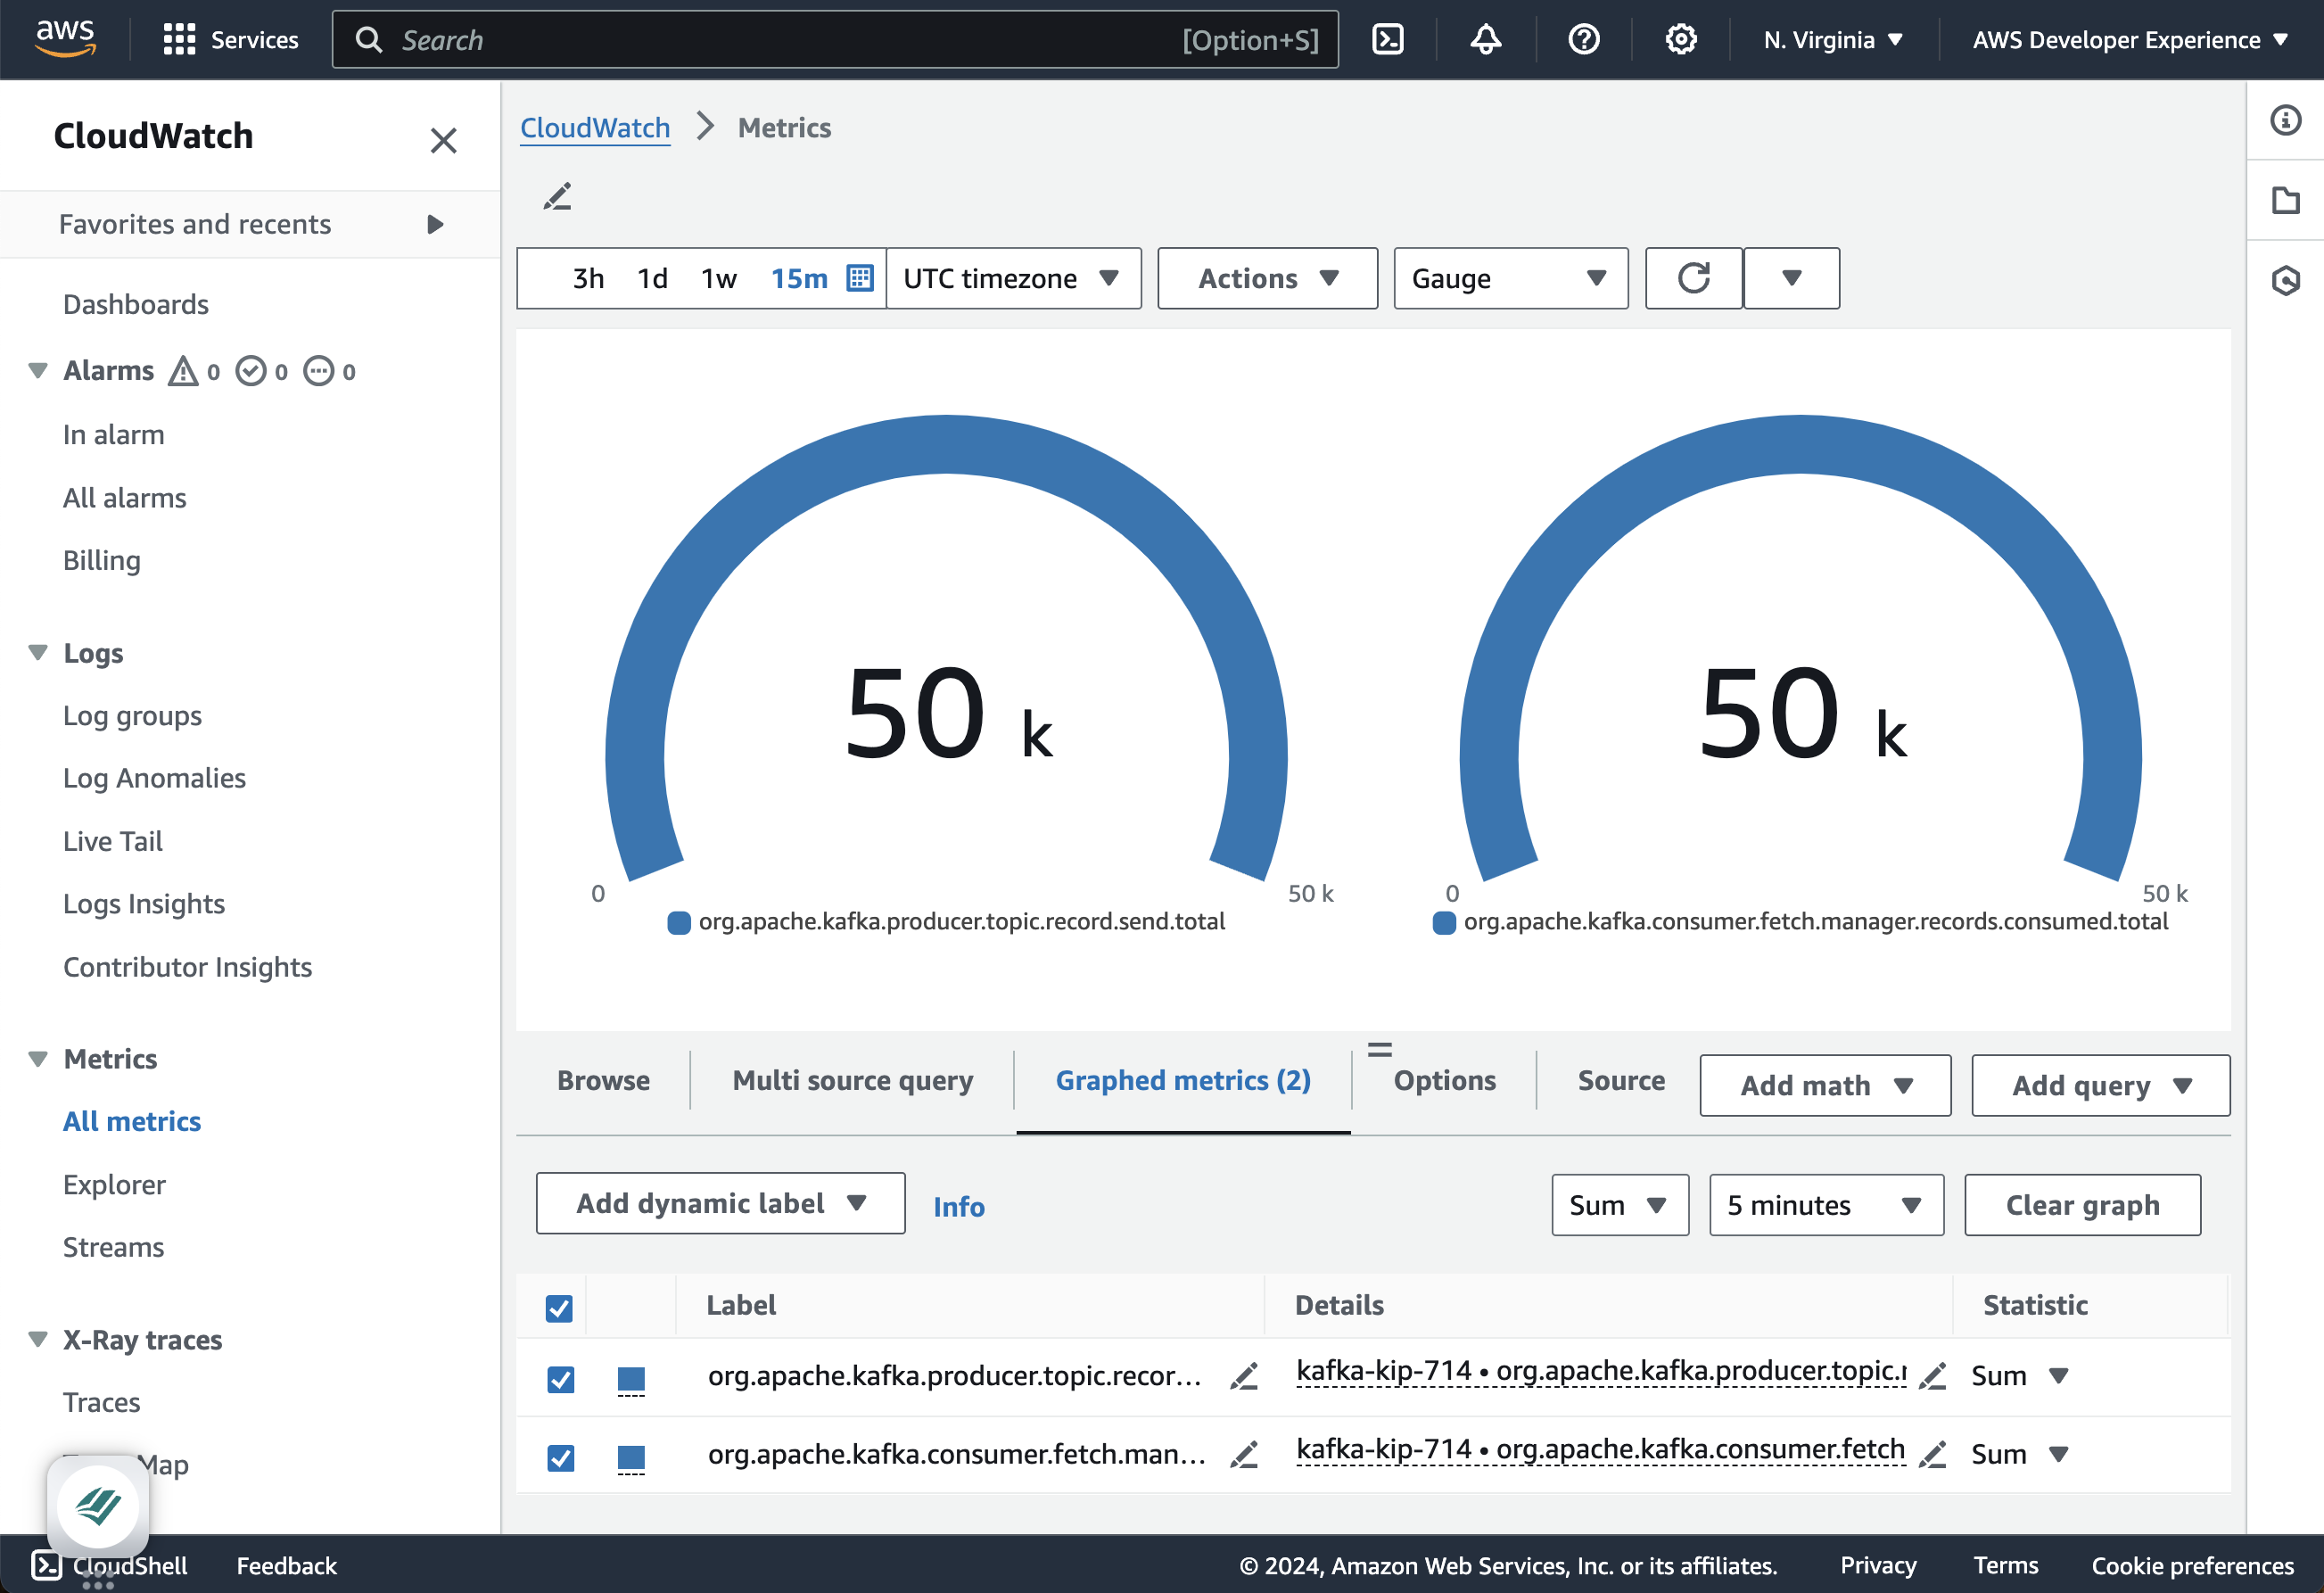 aws Services Search [Option+S] N. Virginia AWS Developer Experience
CloudWatch
Favorites and recents
Dashboards
Alarms 0 0 0
In alarm
All alarms
Billing
Logs
Log groups
Log Anomalies
Live Tail
Logs Insights
Contributor Insights
Metrics
All metrics
Explorer
Streams
X-Ray traces
Traces
Map
CloudWatch Metrics
3h 1d 1w 15m UTC timezone Actions Gauge
50 k
0 50 k
org.apache.kafka.producer.topic.record.send.total
50 k
0 50 k
org.apache.kafka.consumer.fetch.manager.records.consumed.total
Browse Multi source query Graphed metrics (2) Options Source Add math Add query
Add dynamic label Info Sum 5 minutes Clear graph
Label Details Statistic
org.apache.kafka.producer.topic.recor... kafka-kip-714 • org.apache.kafka.producer.topic.r Sum
org.apache.kafka.consumer.fetch.man... kafka-kip-714 • org.apache.kafka.consumer.fetch Sum
CloudShell Feedback © 2024, Amazon Web Services, Inc. or its affiliates. Privacy Terms Cookie preferences